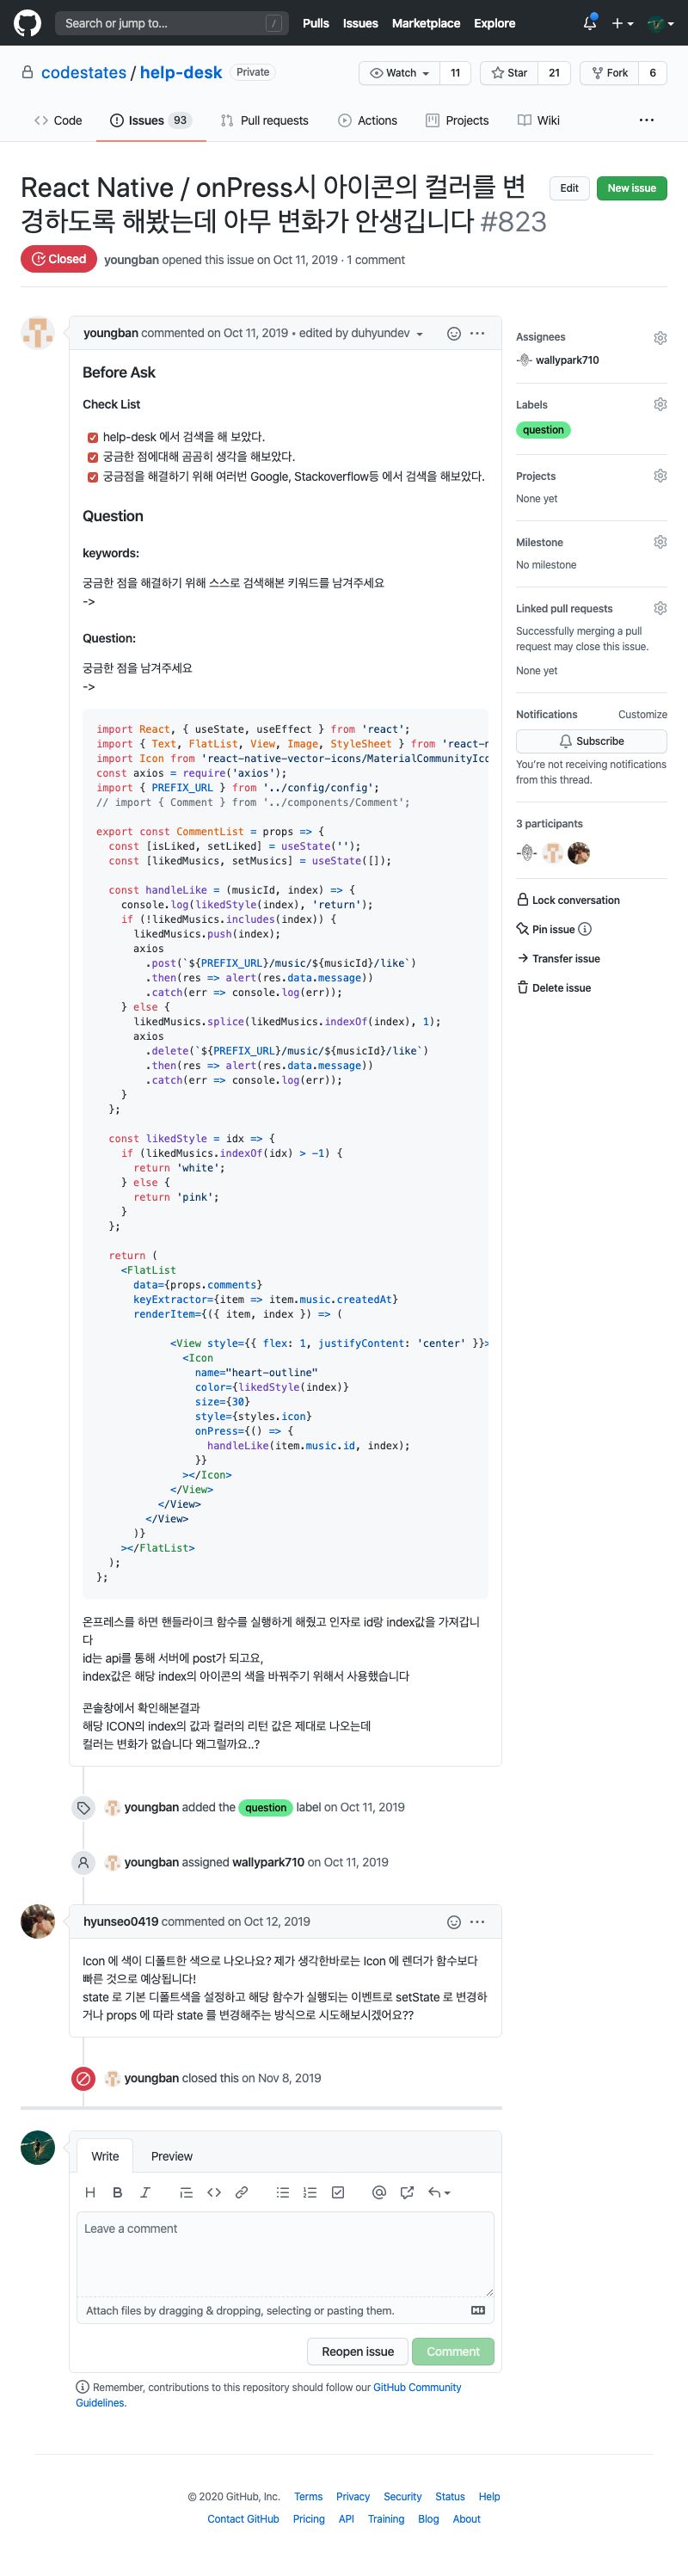 Search or jump to... /
Pulls Issues Marketplace Explore
codestates / help-desk Private
Watch 11 Star 21 Fork 6
Code Issues 93 Pull requests Actions Projects Wiki
React Native / onPress시 아이콘의 컬러를 변
경하도록 해봤는데 아무 변화가 안생깁니다 #823
Edit New issue
Closed youngban opened this issue on Oct 11, 2019 · 1 comment
youngban commented on Oct 11, 2019 • edited by duhyundev
Before Ask
Check List
help-desk 에서 검색을 해 보았다.
궁금한 점에대해 곰곰히 생각을 해보았다.
궁금점을 해결하기 위해 여러번 Google, Stackoverflow등 에서 검색을 해보았다.
Question
keywords:
궁금한 점을 해결하기 위해 스스로 검색해본 키워드를 남겨주세요
->
Question:
궁금한 점을 남겨주세요
->
import React, { useState, useEffect } from 'react';
import { Text, FlatList, View, Image, StyleSheet } from 'react-r
import Icon from 'react-native-vector-icons/MaterialCommunityIcc
const axios = require('axios');
import { PREFIX_URL } from '../config/config';
// import { Comment } from '../components/Comment';
export const CommentList = props => {
const [isLiked, setLiked] = useState('');
const [likedMusics, setMusics] = useState([]);
const handleLike = (musicId, index) => {
console.log(likedStyle(index), 'return');
if (!likedMusics.includes(index)) {
likedMusics.push(index);
axios
.post(`${PREFIX_URL}/music/${musicId}/like`)
.then(res => alert(res.data.message))
.catch(err => console.log(err));
} else {
likedMusics.splice(likedMusics.indexOf(index), 1);
axios
.delete(`${PREFIX_URL}/music/${musicId}/like`)
.then(res => alert(res.data.message))
.catch(err => console.log(err));
}
};
const likedStyle = idx => {
if (likedMusics.indexOf(idx) > -1) {
return 'white';
} else {
return 'pink';
}
};
return (
<FlatList
data={props.comments}
keyExtractor={item => item.music.createdAt}
renderItem={({ item, index }) => (
<View style={{ flex: 1, justifyContent: 'center' }}>
<Icon
name="heart-outline"
color={likedStyle(index)}
size={30}
style={styles.icon}
onPress={() => {
handleLike(item.music.id, index);
}}
></Icon>
</View>
</View>
</View>
)}
></FlatList>
);
};
온프레스를 하면 핸들라이크 함수를 실행하게 해줬고 인자로 id랑 index값을 가져갑니
다
id는 api를 통해 서버에 post가 되고요,
index값은 해당 index의 아이콘의 색을 바꿔주기 위해서 사용했습니다
콘솔창에서 확인해본결과
해당 ICON의 index의 값과 컬러의 리턴 값은 제대로 나오는데
컬러는 변화가 없습니다 왜그럴까요..?
youngban added the question label on Oct 11, 2019
youngban assigned wallypark710 on Oct 11, 2019
hyunseo0419 commented on Oct 12, 2019
Icon 에 색이 디폴트한 색으로 나오나요? 제가 생각한바로는 Icon 에 렌더가 함수보다
빠른 것으로 예상됩니다!
state 로 기본 디폴트색을 설정하고 해당 함수가 실행되는 이벤트로 setState 로 변경하
거나 props 에 따라 state 를 변경해주는 방식으로 시도해보시겠어요??
youngban closed this on Nov 8, 2019
Write Preview
Leave a comment
Attach files by dragging & dropping, selecting or pasting them.
Reopen issue Comment
Remember, contributions to this repository should follow our GitHub Community
Guidelines.
Assignees
wallypark710
Labels
question
Projects
None yet
Milestone
No milestone
Linked pull requests
Successfully merging a pull
request may close this issue.
None yet
Notifications Customize
Subscribe
You're not receiving notifications
from this thread.
3 participants
Lock conversation
Pin issue
Transfer issue
Delete issue
© 2020 GitHub, Inc. Terms Privacy Security Status Help
Contact GitHub Pricing API Training Blog About